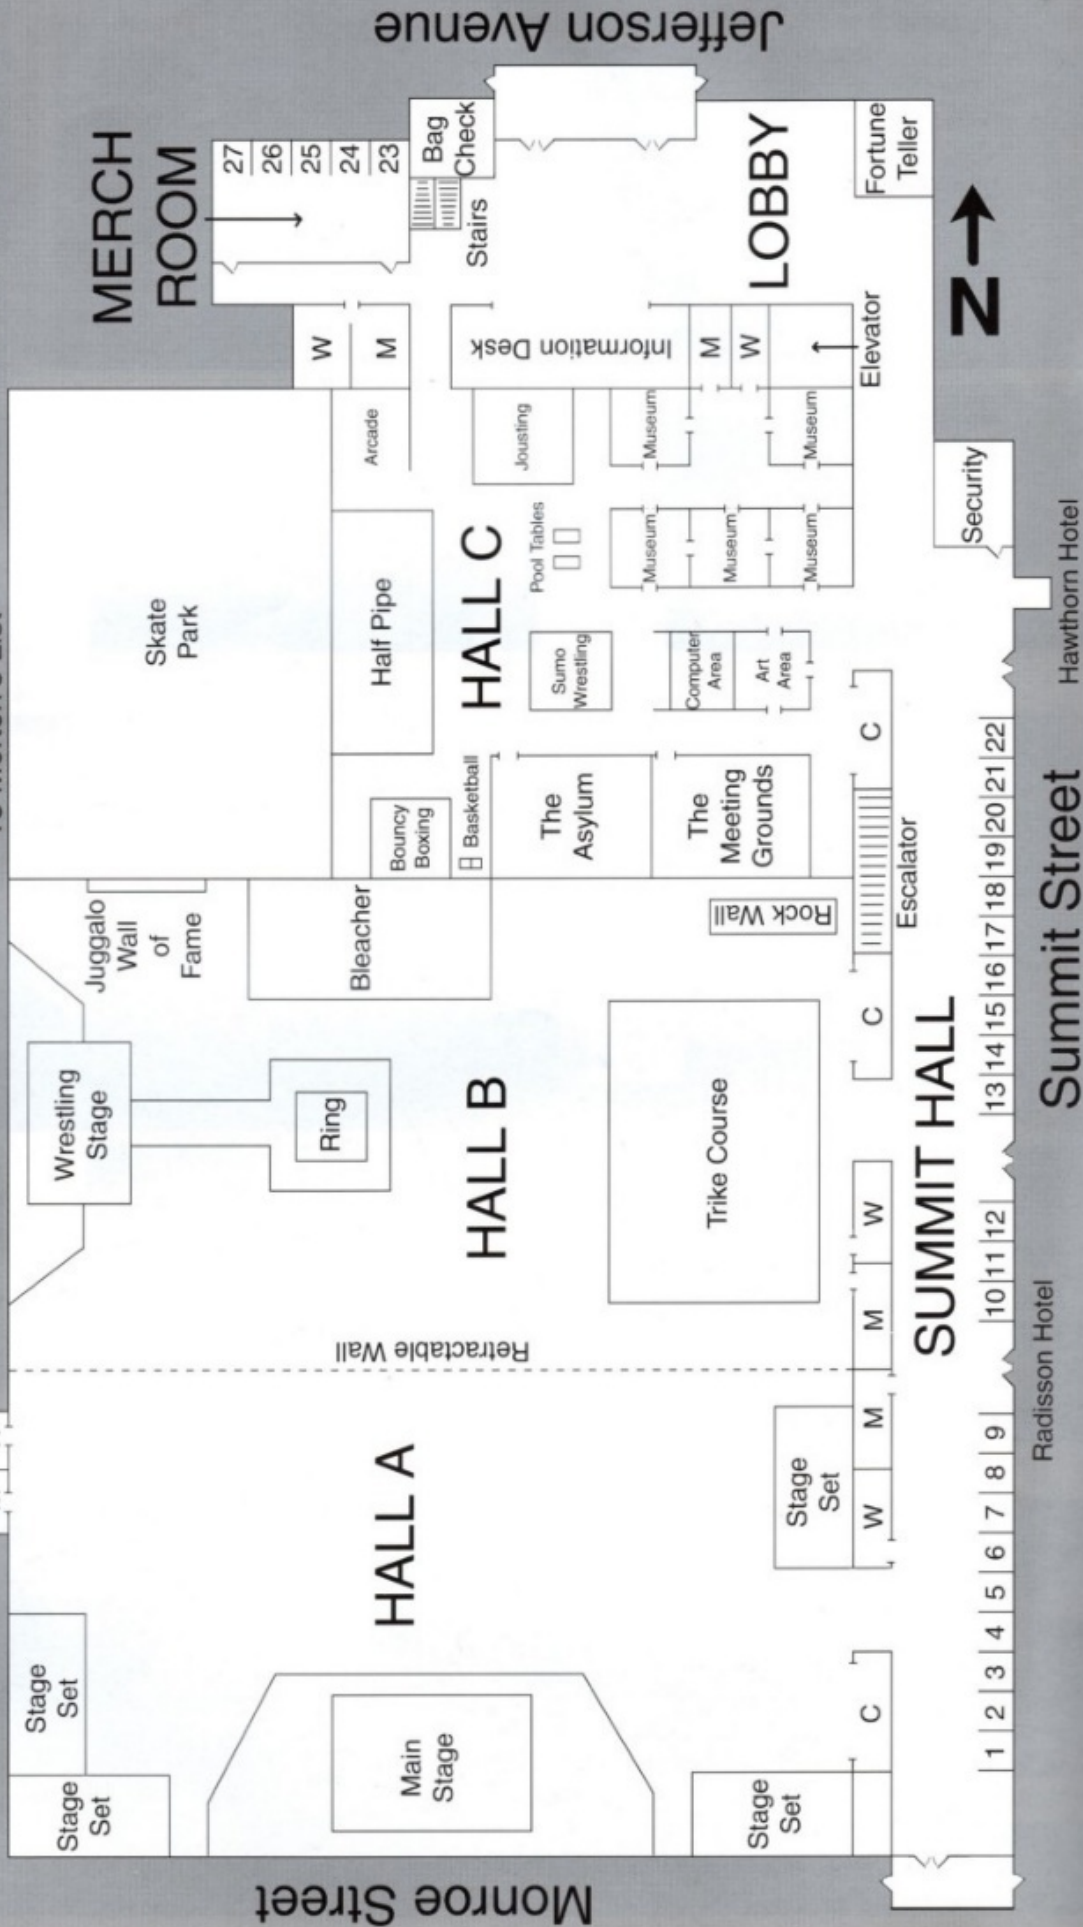 Jefferson Avenue
MERCH
ROOM
27
26
25
24
23
Bag
Check
Stairs
LOBBY
Fortune
Teller
N
W
M
Information Desk
M
W
Elevator
Skate
Park
Arcade
Jousting
Museum
Museum
Half Pipe
HALL C
Pool Tables
Museum
Museum
Museum
Security
Hawthorn Hotel
Sumo
Wrestling
Computer
Area
Art
Area
C
Bouncy
Boxing
Basketball
The
Asylum
The
Meeting
Grounds
Escalator
22
21
20
19
18
17
16
15
14
13
Summit Street
Juggalo
Wall
of
Fame
Bleacher
Rock Wall
C
Wrestling
Stage
Ring
HALL B
Trike Course
SUMMIT HALL
W
M
12
11
10
Retractable Wall
Radisson Hotel
HALL A
Stage
Set
M
W
9
8
7
6
5
4
3
2
1
Stage
Set
Stage
Set
Main
Stage
Stage
Set
C
Monroe Street